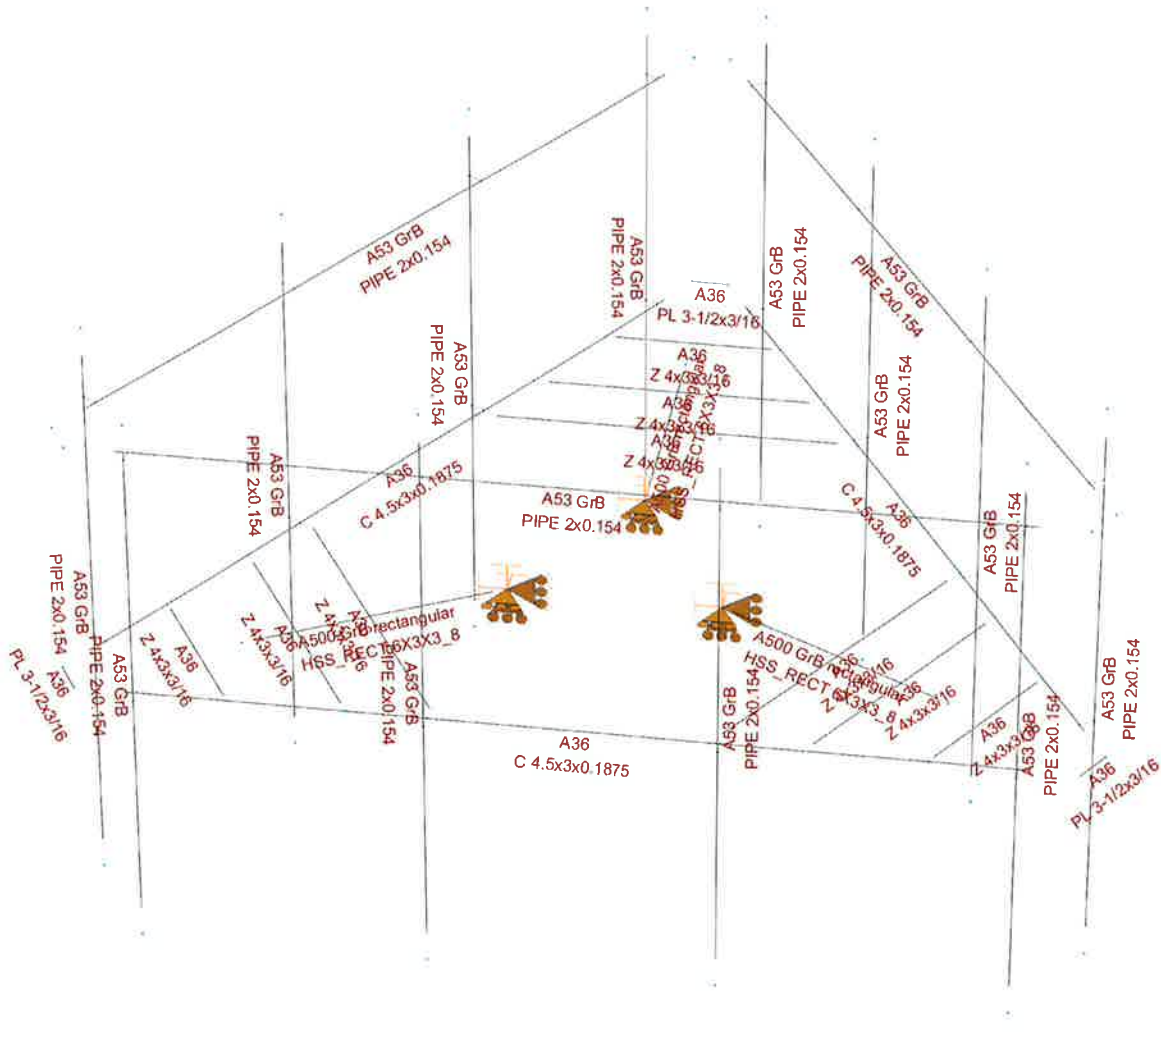 A53 GrB
PIPE 2x0.154
A53 GrB
PIPE 2x0.154
A53 GrB
PIPE 2x0.154
A53 GrB
PIPE 2x0.154
A36
PL 3-1/2x3/16
A36
Z 4x3x3/16
A36
Z 4x3x3/16
A36
Z 4x3x3/16
HSS_RECT 6X3X3_8
A53 GrB
PIPE 2x0.154
A53 GrB
PIPE 2x0.154
A53 GrB
PIPE 2x0.154
A36
C 4.5x3x0.1875
A53 GrB
PIPE 2x0.154
A36
C 4.5x3x0.1875
A53 GrB
PIPE 2x0.154
A53 GrB
PIPE 2x0.154
A36
PL 3-1/2x3/16
A53 GrB
PIPE 2x0.154
A36
Z 4x3x3/16
A36
Z 4x3x3/16
A36
Z 4x3x3/16
A500 GrB rectangular
HSS_RECT 6X3X3_8
A53 GrB
PIPE 2x0.154
A36
C 4.5x3x0.1875
A53 GrB
PIPE 2x0.154
A500 GrB rectangular
HSS_RECT 6X3X3_8
A36
A36
Z 4x3x3/16
A36
Z 4x3x3/16
A53 GrB
PIPE 2x0.154
A53 GrB
PIPE 2x0.154
A36
PL 3-1/2x3/16